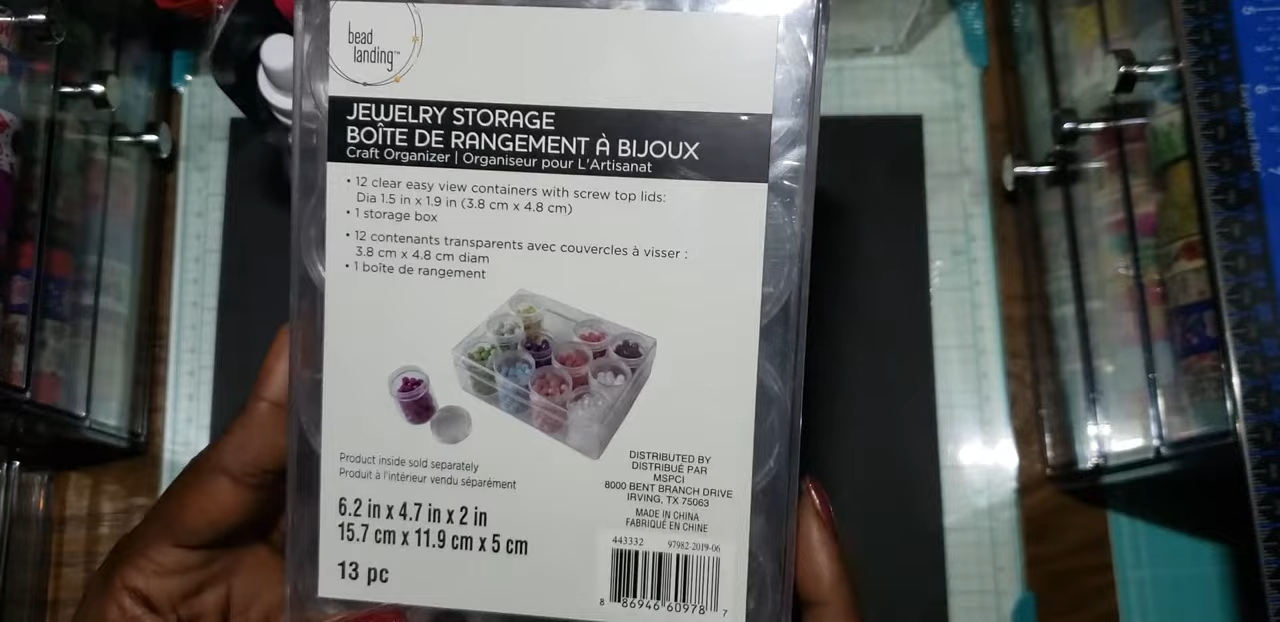 bead
landing™
JEWELRY STORAGE
BOÎTE DE RANGEMENT À BIJOUX
Craft Organizer | Organiseur pour L'Artisanat
• 12 clear easy view containers with screw top lids:
Dia 1.5 in x 1.9 in (3.8 cm x 4.8 cm)
• 1 storage box
• 12 contenants transparents avec couvercles à visser :
3.8 cm x 4.8 cm diam
• 1 boîte de rangement
Product inside sold separately
Produit à l'intérieur vendu séparément
6.2 in x 4.7 in x 2 in
15.7 cm x 11.9 cm x 5 cm
13 pc
DISTRIBUTED BY
DISTRIBUÉ PAR
MSPCI
8000 BENT BRANCH DRIVE
IRVING, TX 75063
MADE IN CHINA
FABRIQUÉ EN CHINE
443332 97982-2019-06
8 86946 60978 7